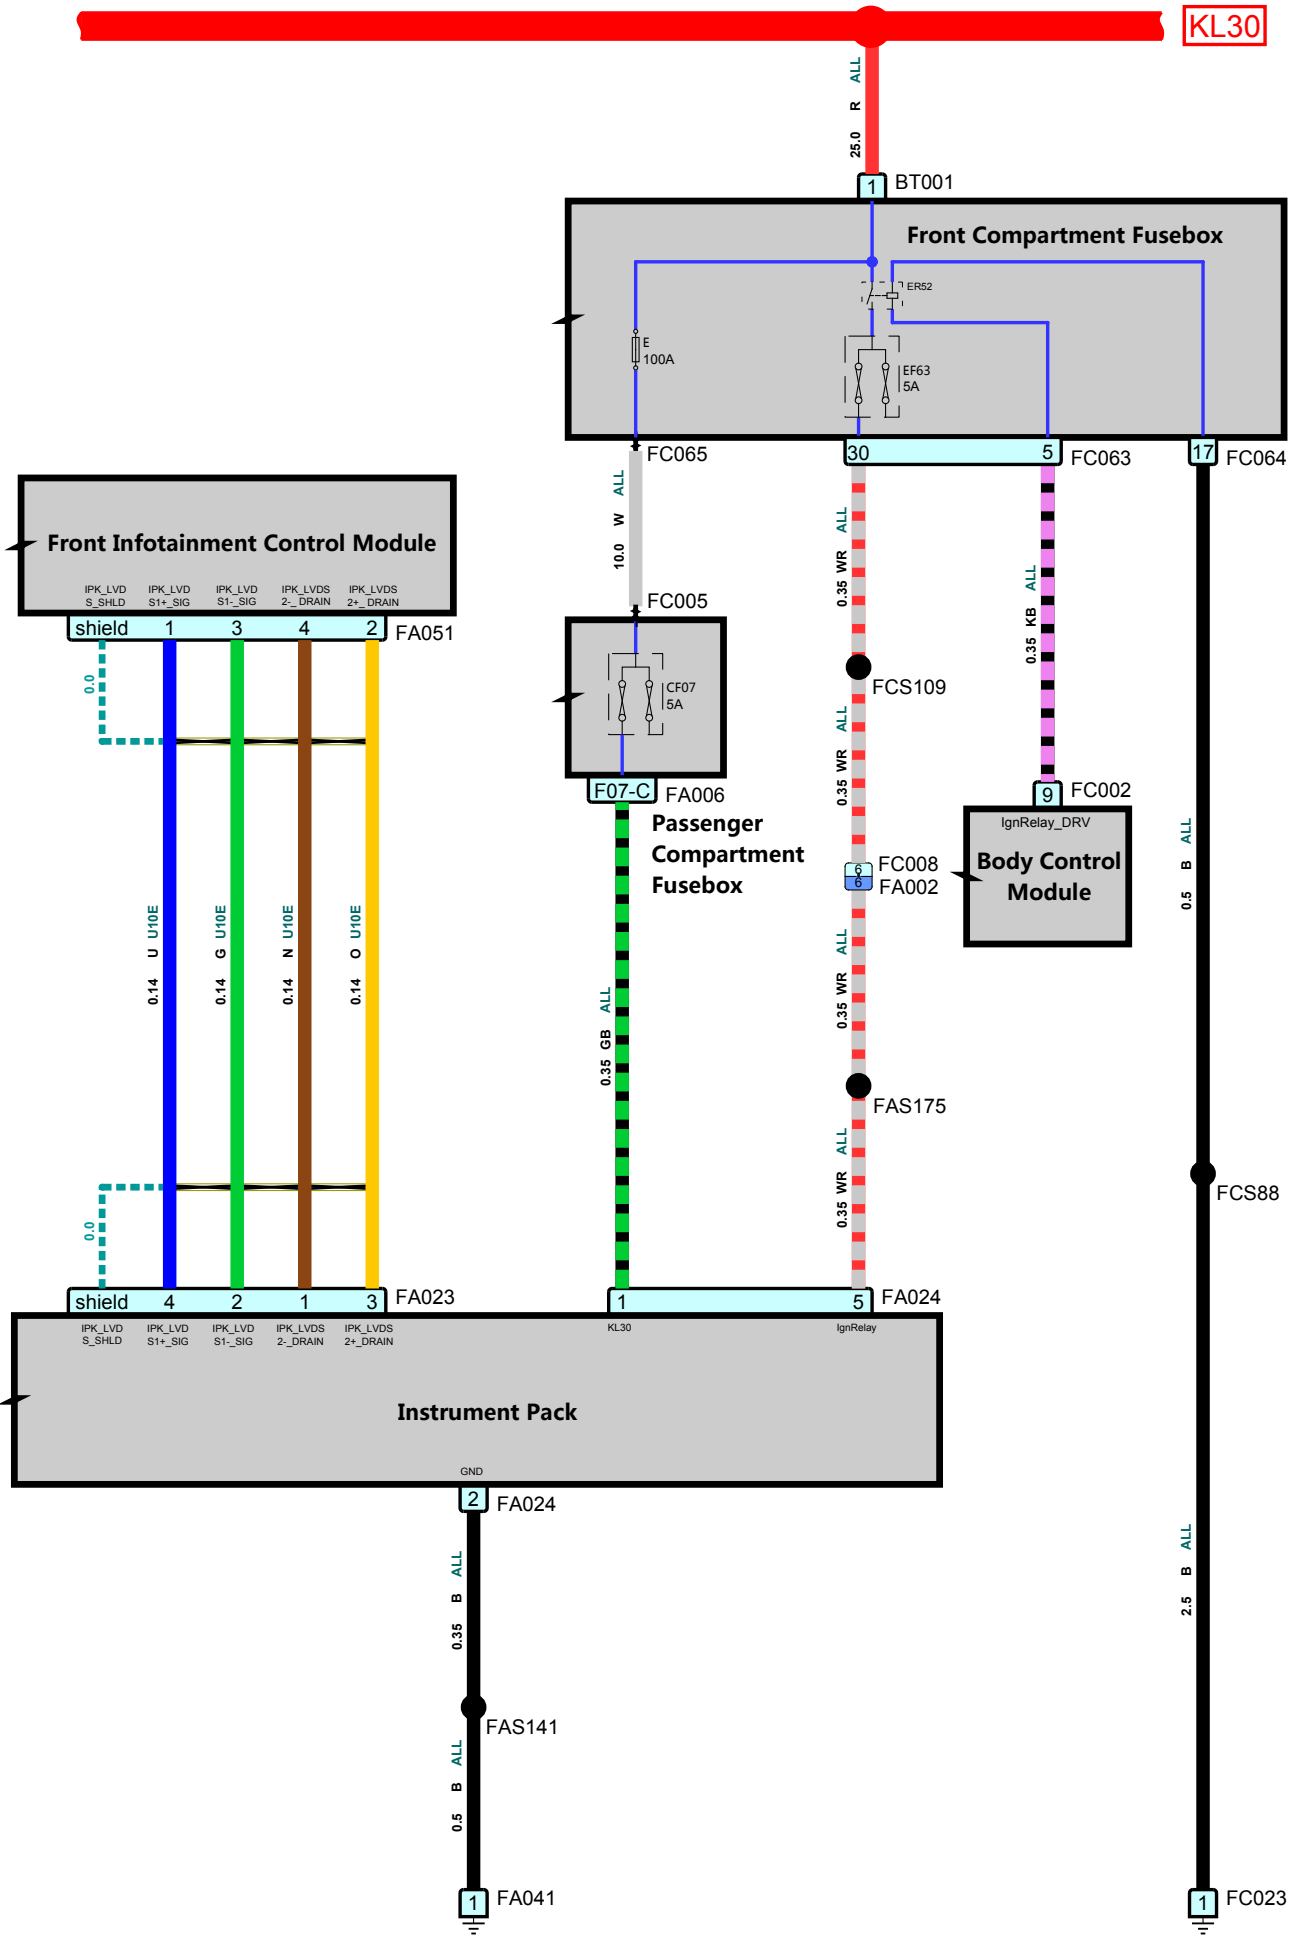 KL30
25.0 R ALL
1 BT001
Front Compartment Fusebox
ER52
E
100A
EF63
5A
FC065
30 5 FC063
17 FC064
10.0 W ALL
0.35 WR ALL
0.35 KB ALL
Front Infotainment Control Module
IPK_LVD
S_SHLD
IPK_LVD
S1+_SIG
IPK_LVD
S1-_SIG
IPK_LVDS
2-_DRAIN
IPK_LVDS
2+_DRAIN
shield 1 3 4 2 FA051
0.0
FC005
CF07
5A
F07-C FA006
Passenger
Compartment
Fusebox
FCS109
0.35 WR ALL
6 FC008
6 FA002
9 FC002
IgnRelay_DRV
Body Control
Module
0.5 B ALL
0.14 U U10E
0.14 G U10E
0.14 N U10E
0.14 O U10E
0.35 GB ALL
0.35 WR ALL
FAS175
0.35 WR ALL
FCS88
0.0
shield 4 2 1 3 FA023
1 5 FA024
IPK_LVD
S_SHLD
IPK_LVD
S1+_SIG
IPK_LVD
S1-_SIG
IPK_LVDS
2-_DRAIN
IPK_LVDS
2+_DRAIN
KL30
IgnRelay
Instrument Pack
GND
2 FA024
0.35 B ALL
2.5 B ALL
FAS141
0.5 B ALL
1 FA041
1 FC023